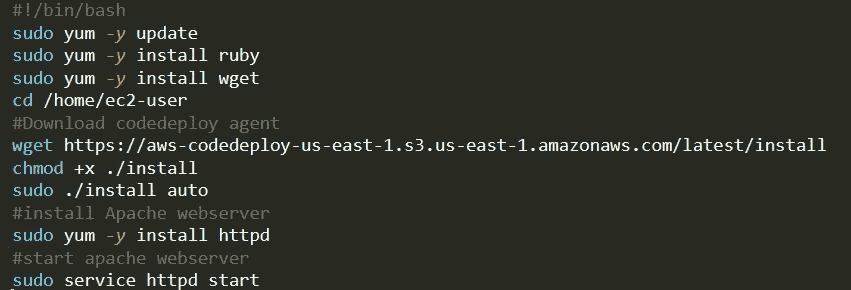 #!/bin/bash
sudo yum -y update
sudo yum -y install ruby
sudo yum -y install wget
cd /home/ec2-user
#Download codedeploy agent
wget https://aws-codedeploy-us-east-1.s3.us-east-1.amazonaws.com/latest/install
chmod +x ./install
sudo ./install auto
#install Apache webserver
sudo yum -y install httpd
#start apache webserver
sudo service httpd start